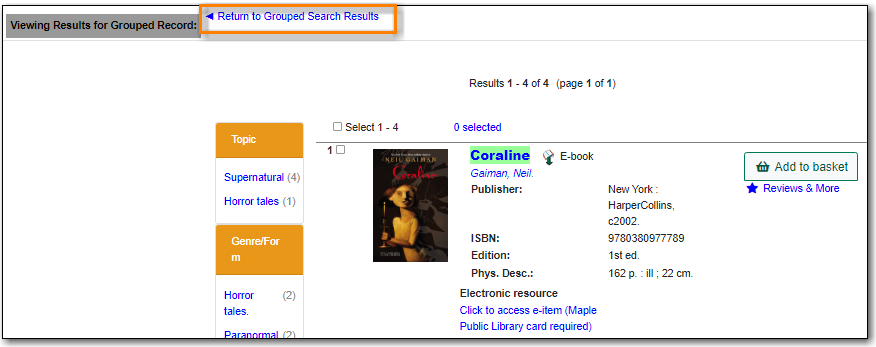 Viewing Results for Grouped Record:
◄ Return to Grouped Search Results
Results 1 - 4 of 4 (page 1 of 1)
Select 1 - 4
0 selected
Topic
Supernatural (4)
Horror tales (1)
Genre/For
m
Horror (2)
tales.
Paranormal (2)
1
NEIL GAIMAN
Coraline
Coraline
E-book
Gaiman, Neil.
Publisher: New York :
HarperCollins,
c2002.
ISBN: 9780380977789
Edition: 1st ed.
Phys. Desc.: 162 p. : ill ; 22 cm.
Electronic resource
Click to access e-item (Maple
Public Library card required)
Add to basket
Reviews & More